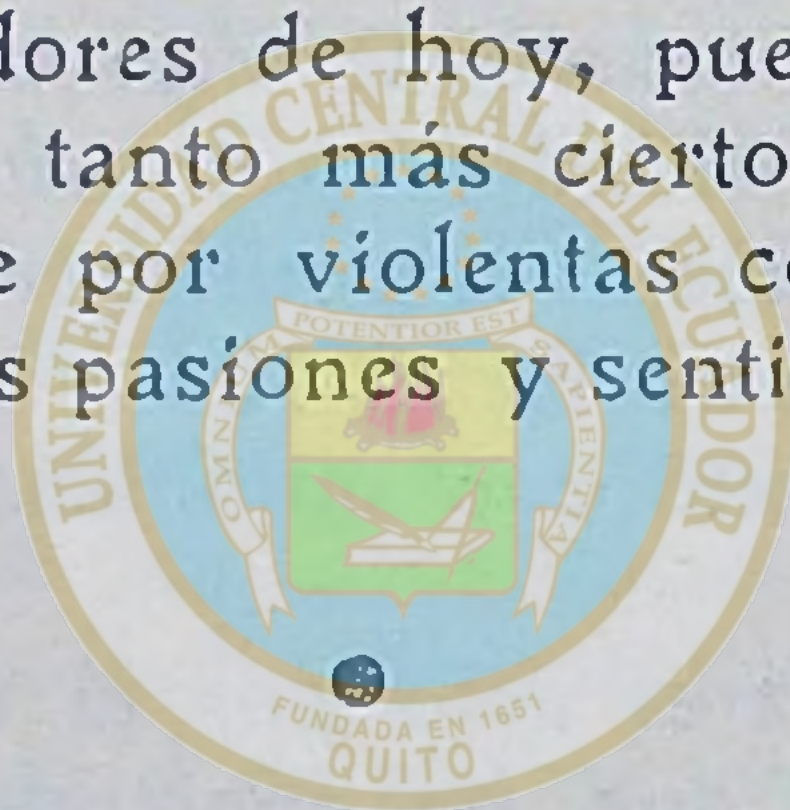 dores de hoy, pue
tanto más cierto
e por violentas c
s pasiones y senti
UNIVERSIDAD CENTRAL DEL ECUADOR
OMNIUM POTENTIOR EST SAPIENTIA
FUNDADA EN 1651
QUITO